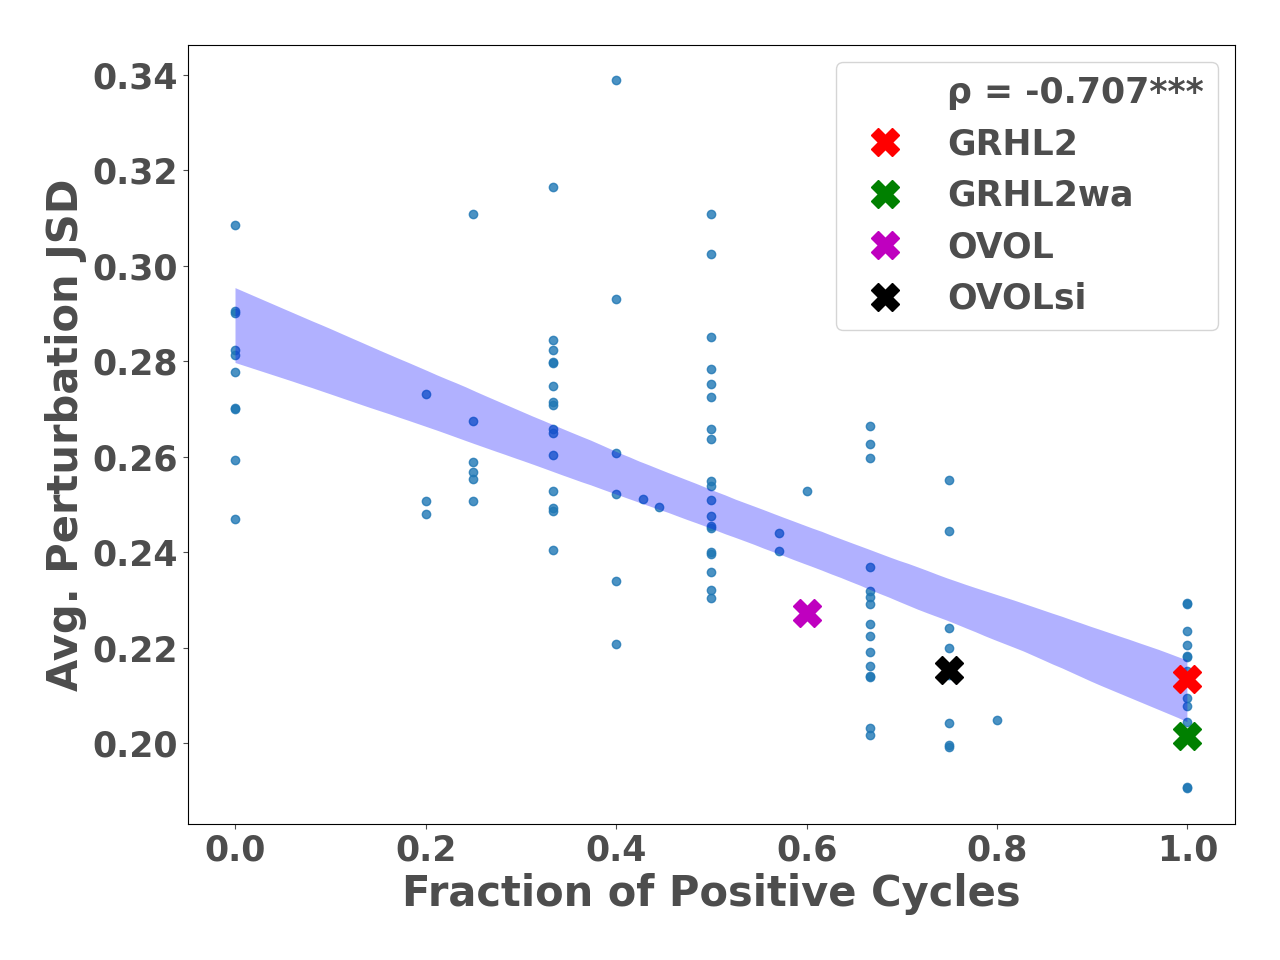 ρ = -0.707***
GRHL2
GRHL2wa
OVOL
OVOLsi
Avg. Perturbation JSD
0.34
0.32
0.30
0.28
0.26
0.24
0.22
0.20
0.0 0.2 0.4 0.6 0.8 1.0
Fraction of Positive Cycles